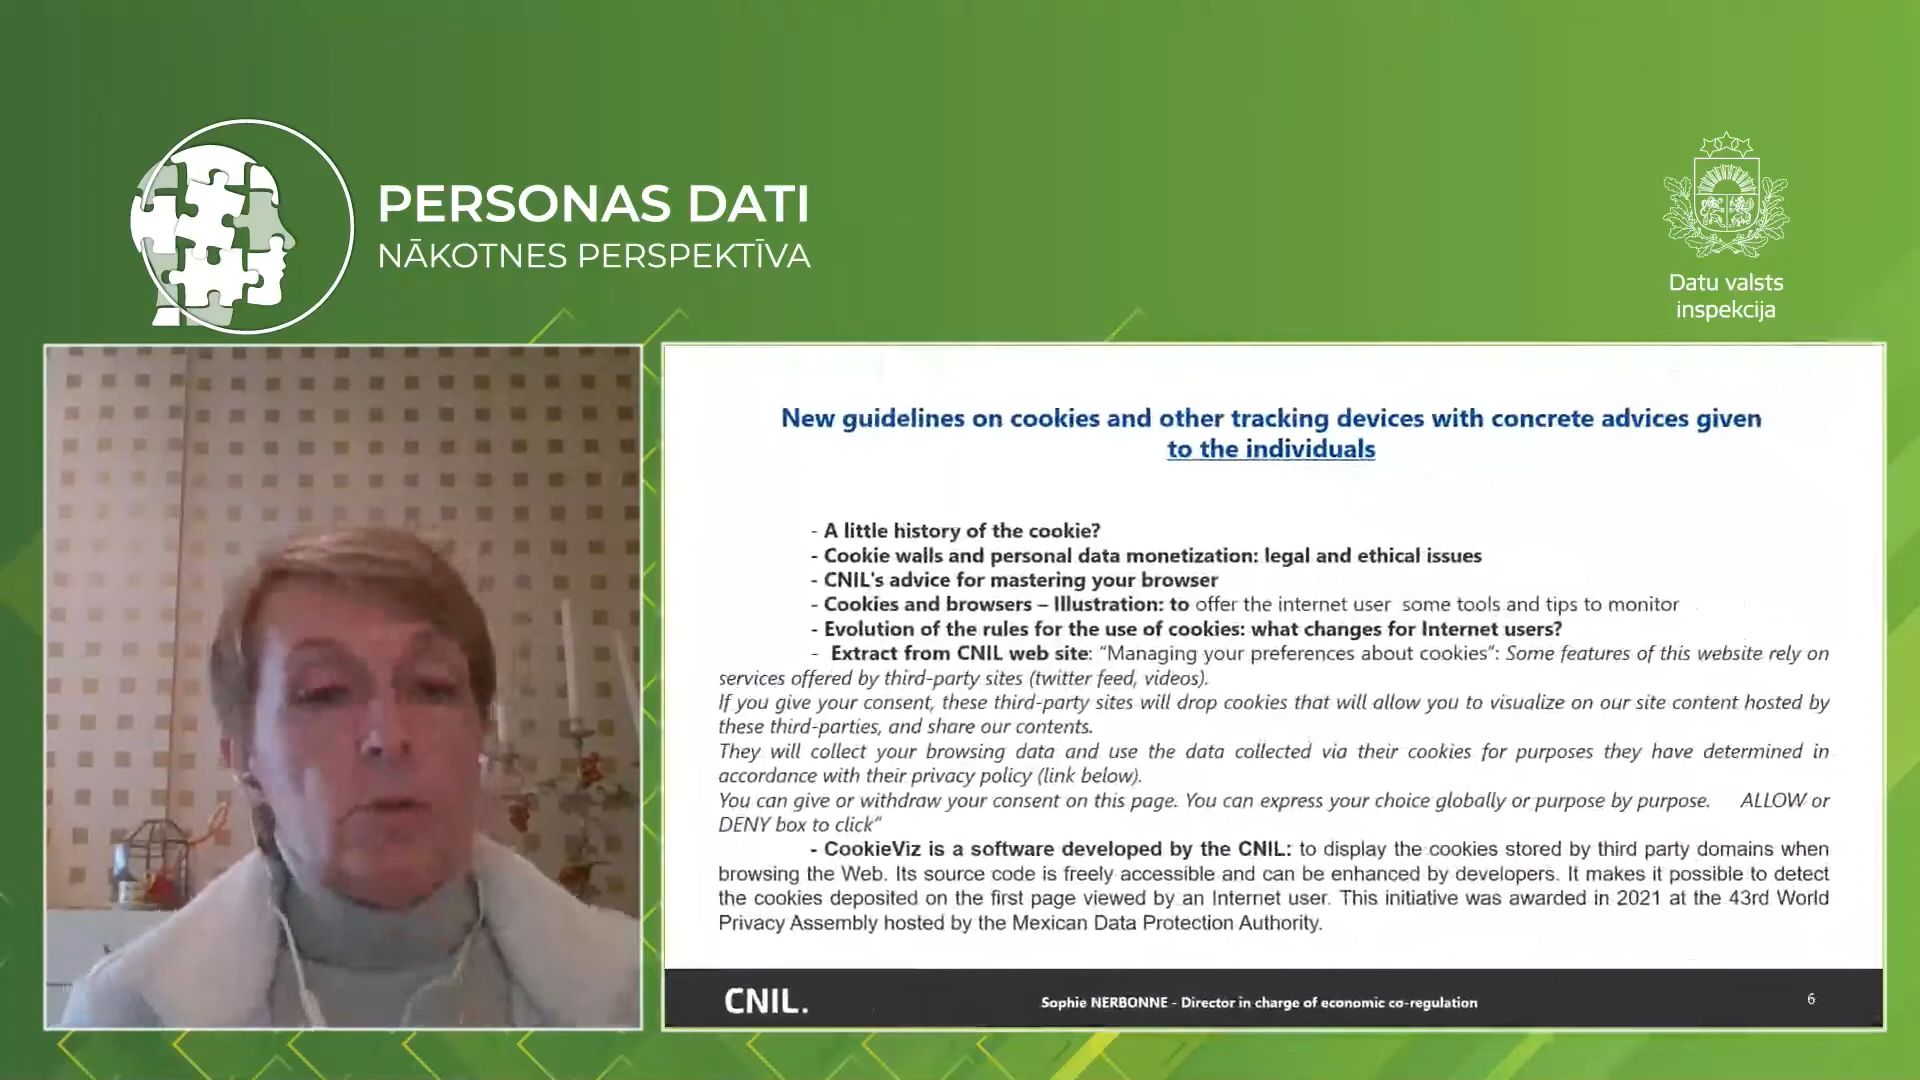 PERSONAS DATI
NĀKOTNES PERSPEKTĪVA
Datu valsts
inspekcija
New guidelines on cookies and other tracking devices with concrete advices given
to the individuals
- A little history of the cookie?
- Cookie walls and personal data monetization: legal and ethical issues
- CNIL's advice for mastering your browser
- Cookies and browsers – Illustration: to offer the internet user some tools and tips to monitor
- Evolution of the rules for the use of cookies: what changes for Internet users?
- Extract from CNIL web site: “Managing your preferences about cookies”: Some features of this website rely on
services offered by third-party sites (twitter feed, videos).
If you give your consent, these third-party sites will drop cookies that will allow you to visualize on our site content hosted by
these third-parties, and share our contents.
They will collect your browsing data and use the data collected via their cookies for purposes they have determined in
accordance with their privacy policy (link below).
You can give or withdraw your consent on this page. You can express your choice globally or purpose by purpose. ALLOW or
DENY box to click”
- CookieViz is a software developed by the CNIL: to display the cookies stored by third party domains when
browsing the Web. Its source code is freely accessible and can be enhanced by developers. It makes it possible to detect
the cookies deposited on the first page viewed by an Internet user. This initiative was awarded in 2021 at the 43rd World
Privacy Assembly hosted by the Mexican Data Protection Authority.
CNIL.
Sophie NERBONNE - Director in charge of economic co-regulation
6